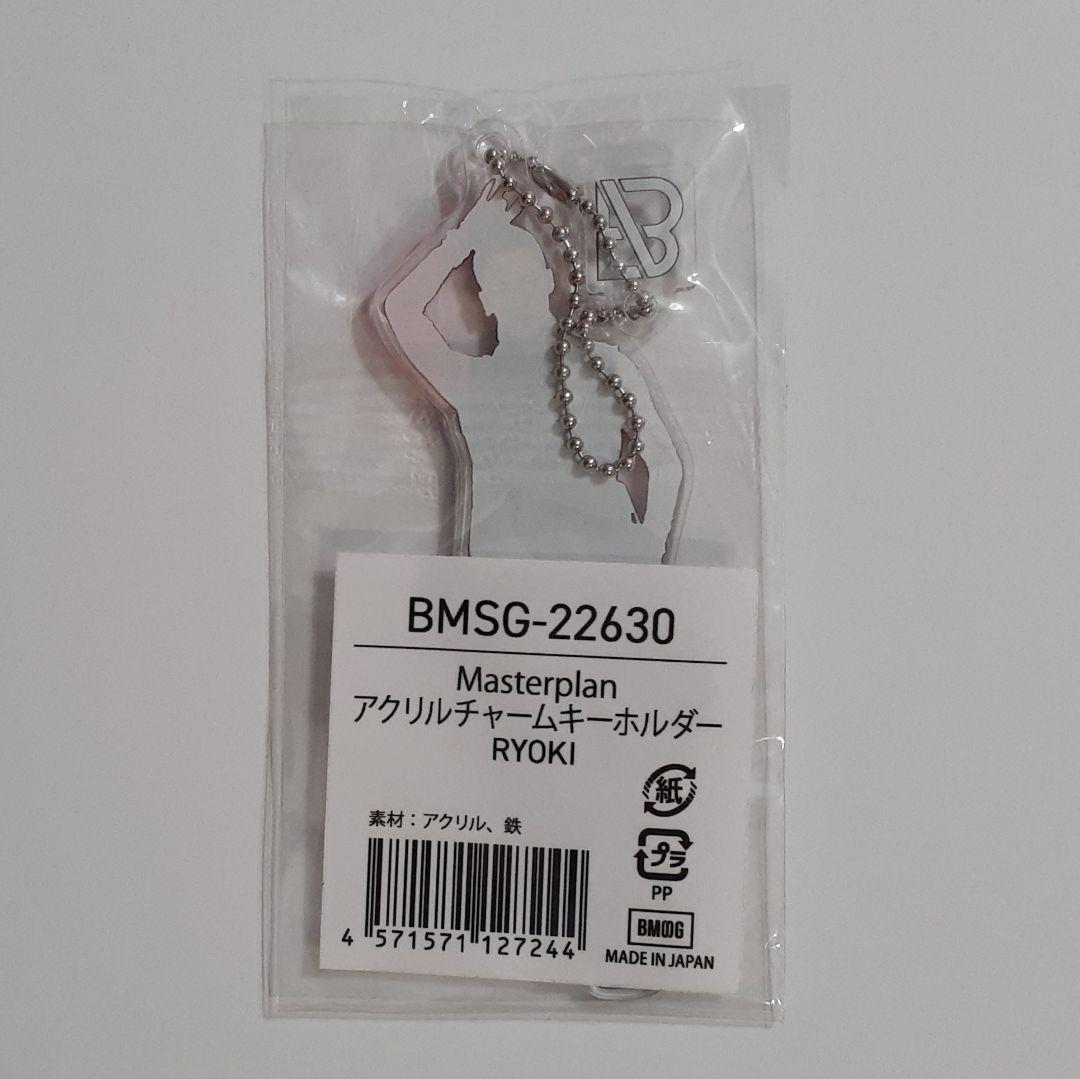 BMSG-22630
Masterplan
アクリルチャームキーホルダー
RYOKI
紙
素材：アクリル、鉄
プラ
PP
BMSG
4 571571 127244
MADE IN JAPAN